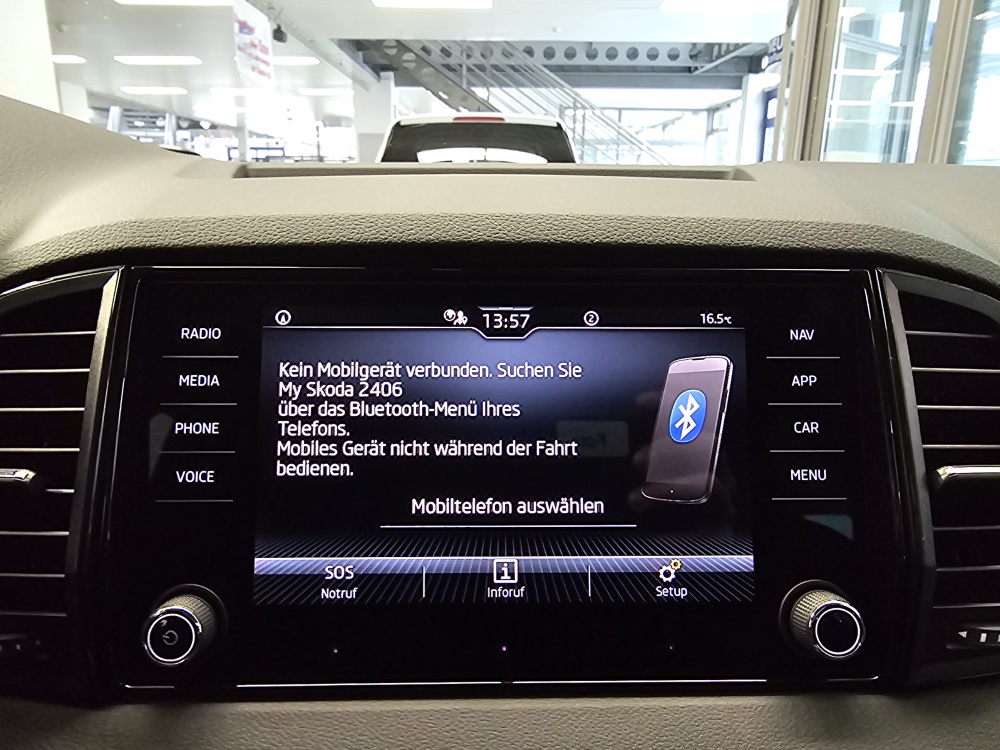 13:57
2
16.5°C
RADIO
MEDIA
PHONE
VOICE
Kein Mobilgerät verbunden. Suchen Sie
My Skoda 2406
über das Bluetooth-Menü Ihres
Telefons.
Mobiles Gerät nicht während der Fahrt
bedienen.
Mobiltelefon auswählen
SOS
Notruf
i
Inforuf
Setup
NAV
APP
CAR
MENU